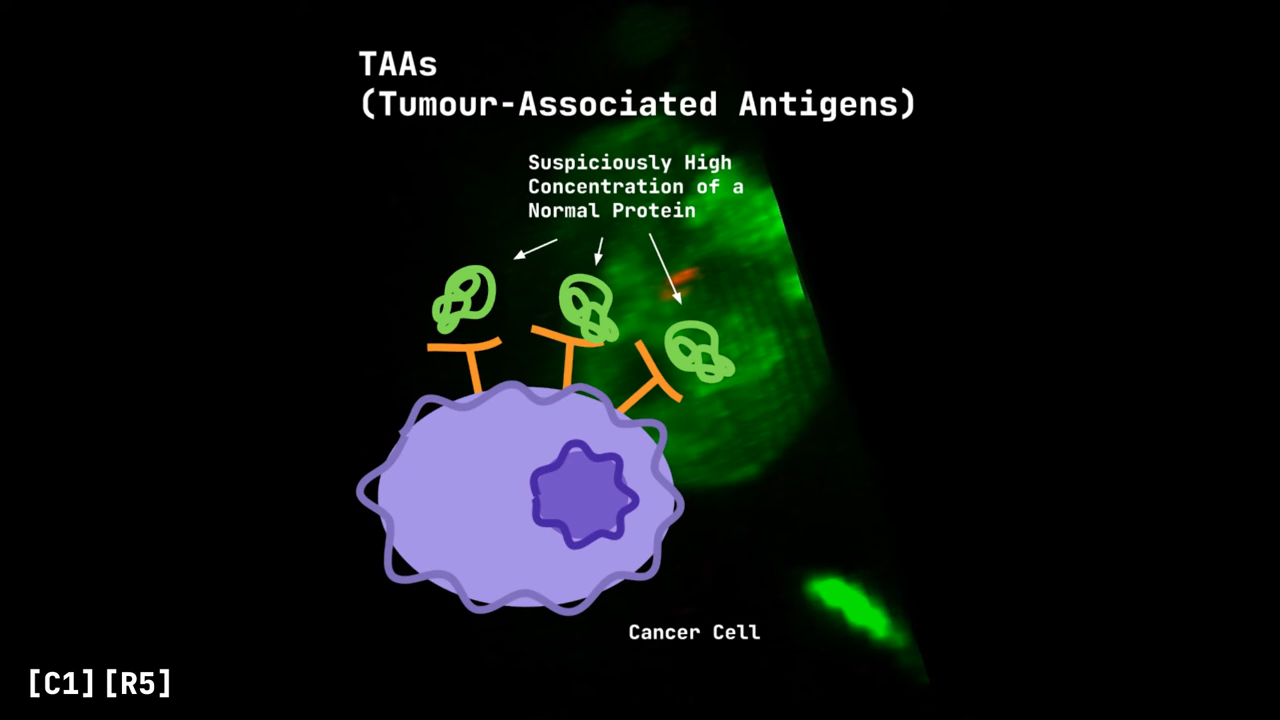 TAAs
(Tumour-Associated Antigens)
Suspiciously High
Concentration of a
Normal Protein
Cancer Cell
[C1] [R5]